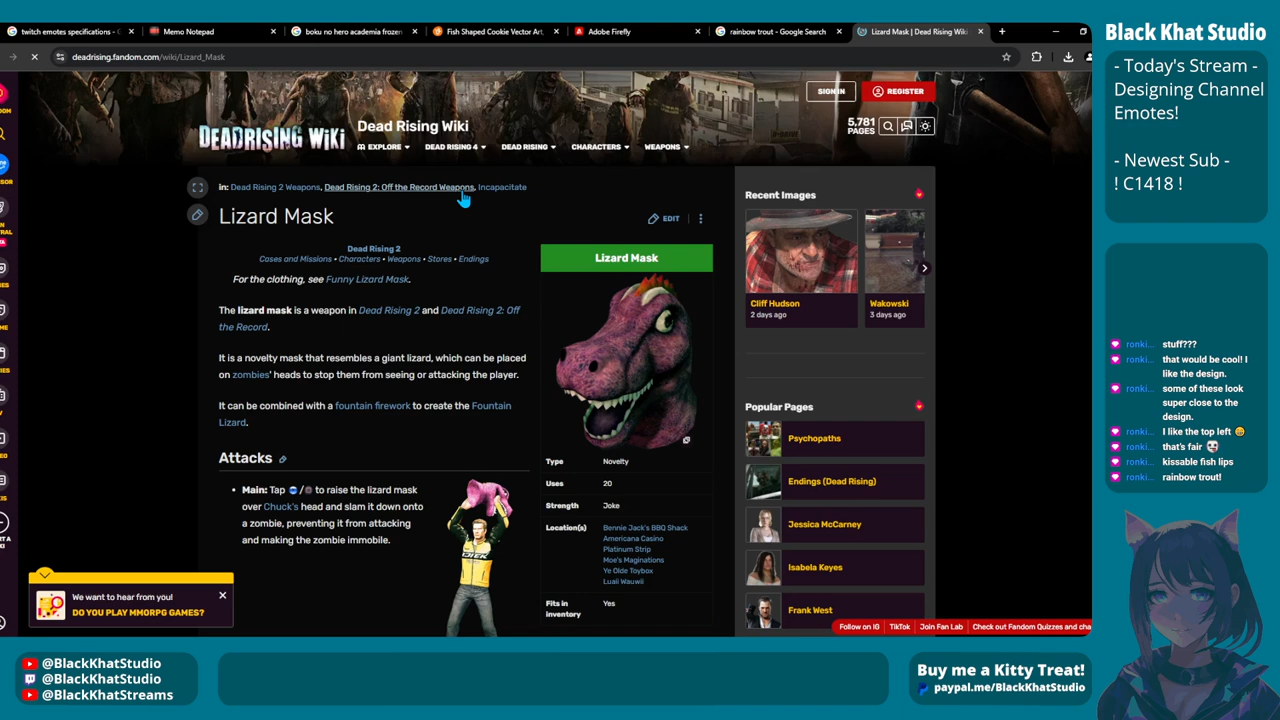 twitch emotes specifications - G
Memo Notepad
boku no hero academia frozen
Fish Shaped Cookie Vector Art,
Adobe Firefly
rainbow trout - Google Search
Lizard Mask | Dead Rising Wiki
deadrising.fandom.com/wiki/Lizard_Mask
DEADRISING WIKI
Dead Rising Wiki
SIGN IN
REGISTER
5,781
PAGES
EXPLORE
DEAD RISING 4
DEAD RISING
CHARACTERS
WEAPONS
in: Dead Rising 2 Weapons, Dead Rising 2: Off the Record Weapons, Incapacitate
Lizard Mask
EDIT
Dead Rising 2
Cases and Missions • Characters • Weapons • Stores • Endings
For the clothing, see Funny Lizard Mask.
The lizard mask is a weapon in Dead Rising 2 and Dead Rising 2: Off
the Record.
It is a novelty mask that resembles a giant lizard, which can be placed
on zombies' heads to stop them from seeing or attacking the player.
It can be combined with a fountain firework to create the Fountain
Lizard.
Attacks
• Main: Tap / to raise the lizard mask
over Chuck's head and slam it down onto
a zombie, preventing it from attacking
and making the zombie immobile.
Lizard Mask
Type Novelty
Uses 20
Strength Joke
Location(s) Bennie Jack's BBQ Shack
Americana Casino
Platinum Strip
Moe's Maginations
Ye Olde Toybox
Luaii Wauwii
Fits in
inventory
Yes
Recent Images
Cliff Hudson
2 days ago
Wakowski
3 days ago
Popular Pages
Psychopaths
Endings (Dead Rising)
Jessica McCarney
Isabela Keyes
Frank West
We want to hear from you!
DO YOU PLAY MMORPG GAMES?
Follow on IG
TikTok
Join Fan Lab
Check out Fandom Quizzes and cha
Black Khat Studio
- Today's Stream -
Designing Channel
Emotes!
- Newest Sub -
! C1418 !
ronki... stuff???
ronki... that would be cool! I
like the design.
ronki... some of these look
super close to the
design.
ronki... I like the top left
ronki... that's fair
ronki... kissable fish lips
ronki... rainbow trout!
@BlackKhatStudio
@BlackKhatStudio
@BlackKhatStreams
Buy me a Kitty Treat!
paypal.me/BlackKhatStudio